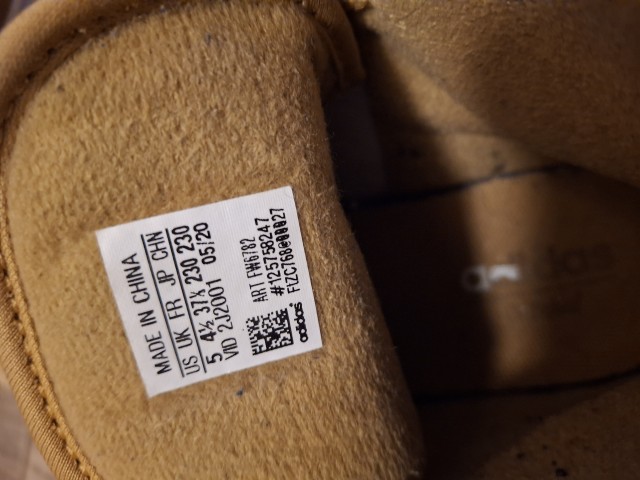 MADE IN CHINA
US UK FR JP CHN
5 4½ 37⅓ 230 230
VID 2J2001 05/20
ART FW6782
#125758247
adidas